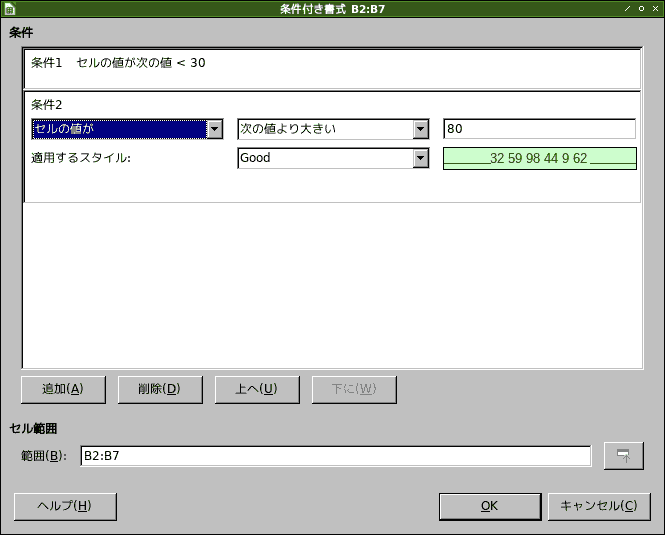 条件付き書式 B2:B7
条件
条件1 セルの値が次の値 < 30
条件2
セルの値が 次の値より大きい 80
適用するスタイル: Good 32 59 98 44 9 62
追加(A) 削除(D) 上へ(U) 下に(W)
セル範囲
範囲(B): B2:B7
ヘルプ(H) OK キャンセル(C)